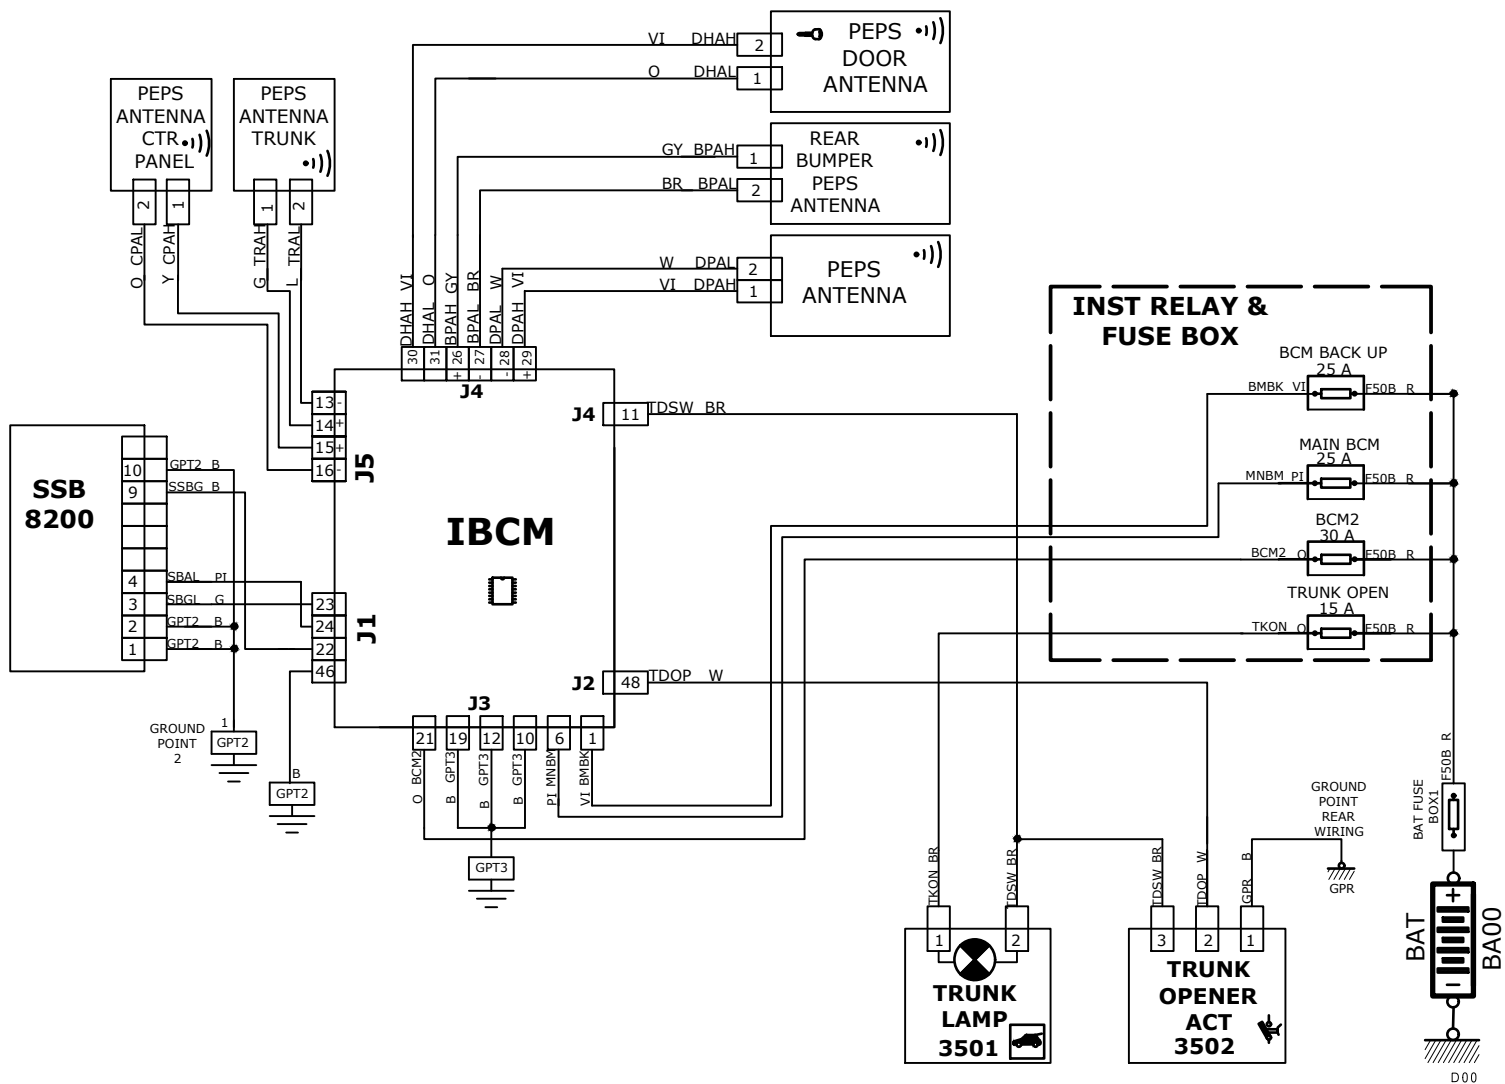 PEPS
DOOR
ANTENNA
VI DHAH 2
O DHAL 1
REAR
BUMPER
PEPS
ANTENNA
GY BPAH 1
BR BPAL 2
PEPS
ANTENNA
W DPAL 2
VI DPAH 1
PEPS
ANTENNA
CTR
PANEL
2 1
O CPAL
Y CPAH
PEPS
ANTENNA
TRUNK
1 2
G TRAH
L TRAL
DHAH VI
DHAL O
BPAH GY
BPAL BR
DPAL W
DPAH VI
30 31 26 27 28 29
+ - - +
J4
13 -
14 +
15 +
16 -
J5
J4 11 TDSW BR
IBCM
SSB
8200
10 GPT2 B
9 SSBG B
4 SBAL PI
3 SBGL G
2 GPT2 B
1 GPT2 B
23
24
22
46
J1
J2 48 TDOP W
J3
21 19 12 10 6 1
O BCM2
B GPT3
B GPT3
B GPT3
PI MNBM
VI BMBK
GROUND
POINT
2
1
GPT2
B
GPT2
GPT3
INST RELAY &
FUSE BOX
BCM BACK UP
25 A
BMBK VI F50B R
MAIN BCM
25 A
MNBM PI F50B R
BCM2
30 A
BCM2 O F50B R
TRUNK OPEN
15 A
TKON O F50B R
F50B R
BAT FUSE
BOX1
GROUND
POINT
REAR
WIRING
GPR
TKON BR
TDSW BR
1 2
TRUNK
LAMP
3501
TDSW BR
TDOP W
GPR B
3 2 1
TRUNK
OPENER
ACT
3502
+
-
BAT
BA00
D00